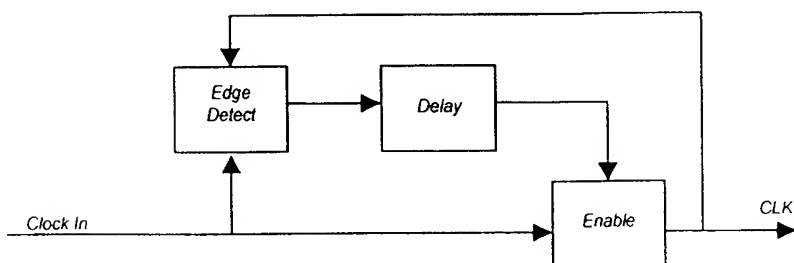 Edge
Detect
Delay
Clock In
Enable
CLK